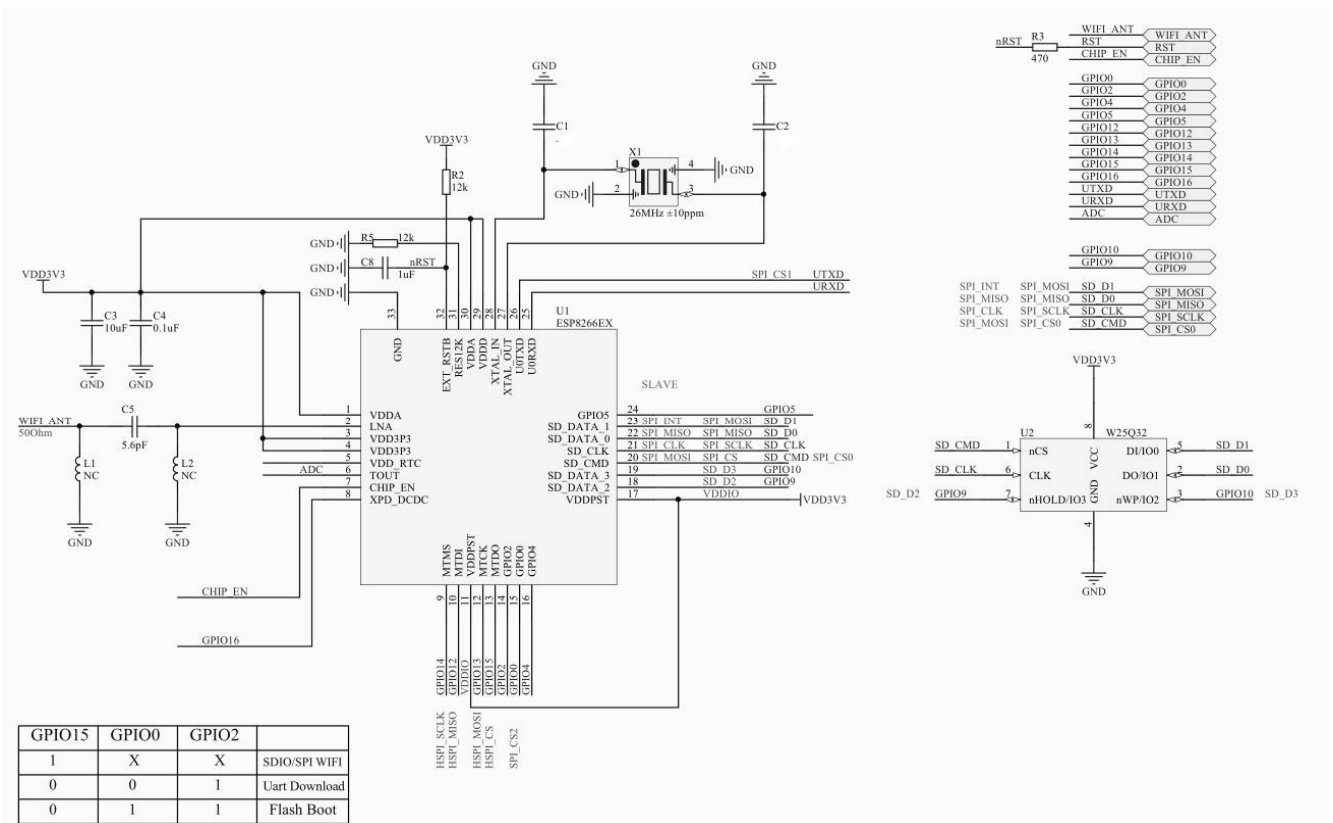 WIFI_ANT WIFI_ANT
nRST R3 RST RST
470 CHIP_EN CHIP_EN
GPIO0 GPIO0
GPIO2 GPIO2
GPIO4 GPIO4
GPIO5 GPIO5
GPIO12 GPIO12
GPIO13 GPIO13
GPIO14 GPIO14
GPIO15 GPIO15
GPIO16 GPIO16
UTXD UTXD
URXD URXD
ADC ADC
GPIO10 GPIO10
GPIO9 GPIO9
SPI_INT SPI_MOSI SD_D1 SPI_MOSI
SPI_MISO SPI_MISO SD_D0 SPI_MISO
SPI_CLK SPI_SCLK SD_CLK SPI_SCLK
SPI_MOSI SPI_CS0 SD_CMD SPI_CS0
GND
GND
C1
C2
VDD3V3
R2
12k
X1
1
4
GND
GND
2
3
26MHz ±10ppm
GND R5 12k
GND C8 nRST
1uF
GND
VDD3V3
C3
10uF
C4
0.1uF
GND
GND
SPI_CS1 UTXD
URXD
33 32 31 30 29 28 27 26 25
U1
ESP8266EX
GND EXT_RSTB RES12K VDDA VDDD XTAL_IN XTAL_OUT U0TXD U0RXD
SLAVE
1 VDDA
2 LNA
3 VDD3P3
4 VDD3P3
5 VDD_RTC
ADC 6 TOUT
7 CHIP_EN
8 XPD_DCDC
GPIO5 24 GPIO5
SD_DATA_1 23 SPI_INT SPI_MOSI SD_D1
SD_DATA_0 22 SPI_MISO SPI_MISO SD_D0
SD_CLK 21 SPI_CLK SPI_SCLK SD_CLK
SD_CMD 20 SPI_MOSI SPI_CS SD_CMD SPI_CS0
SD_DATA_3 19 SD_D3 GPIO10
SD_DATA_2 18 SD_D2 GPIO9
VDDPST 17 VDDIO VDD3V3
WIFI_ANT
50Ohm
C5
5.6pF
L1
NC
L2
NC
GND
GND
CHIP_EN
GPIO16
MTMS MTDI VDDPST MTCK MTDO GPIO2 GPIO0 GPIO4
9 10 11 12 13 14 15 16
GPIO14 GPIO12 VDDIO GPIO13 GPIO15 GPIO2 GPIO0 GPIO4
HSPI_SCLK HSPI_MISO HSPI_MOSI HSPI_CS SPI_CS2
VDD3V3
8
U2 W25Q32
SD_CMD 1 nCS VCC DI/IO0 5 SD_D1
SD_CLK 6 CLK DO/IO1 2 SD_D0
SD_D2 GPIO9 7 nHOLD/IO3 GND nWP/IO2 3 GPIO10 SD_D3
4
GND
GPIO15 GPIO0 GPIO2
1 X X SDIO/SPI WIFI
0 0 1 Uart Download
0 1 1 Flash Boot